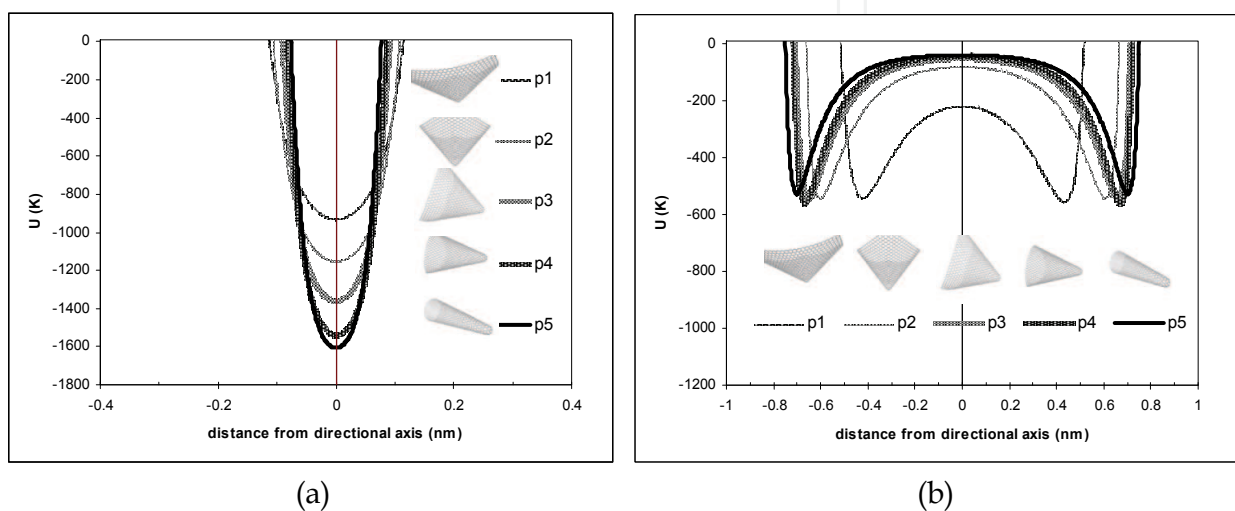 0
-200
-400
-600
-800
-1000
-1200
-1400
-1600
-1800
U (K)
-0.4
-0.2
0
0.2
0.4
distance from directional axis (nm)
p1
p2
p3
p4
p5
(a)
0
-200
-400
-600
-800
-1000
-1200
U (K)
-1
-0.8
-0.6
-0.4
-0.2
0
0.2
0.4
0.6
0.8
1
distance from directional axis (nm)
p1
p2
p3
p4
p5
(b)